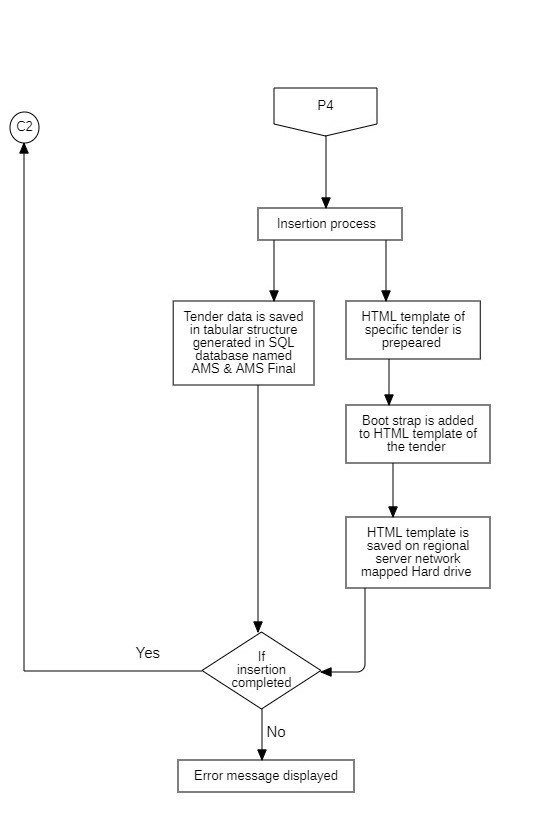 P4
C2
Insertion process
Tender data is saved
in tabular structure
generated in SQL
database named
AMS & AMS Final
HTML template of
specific tender is
prepeared
Boot strap is added
to HTML template of
the tender
HTML template is
saved on regional
server network
mapped Hard drive
If
insertion
completed
Yes
No
Error message displayed